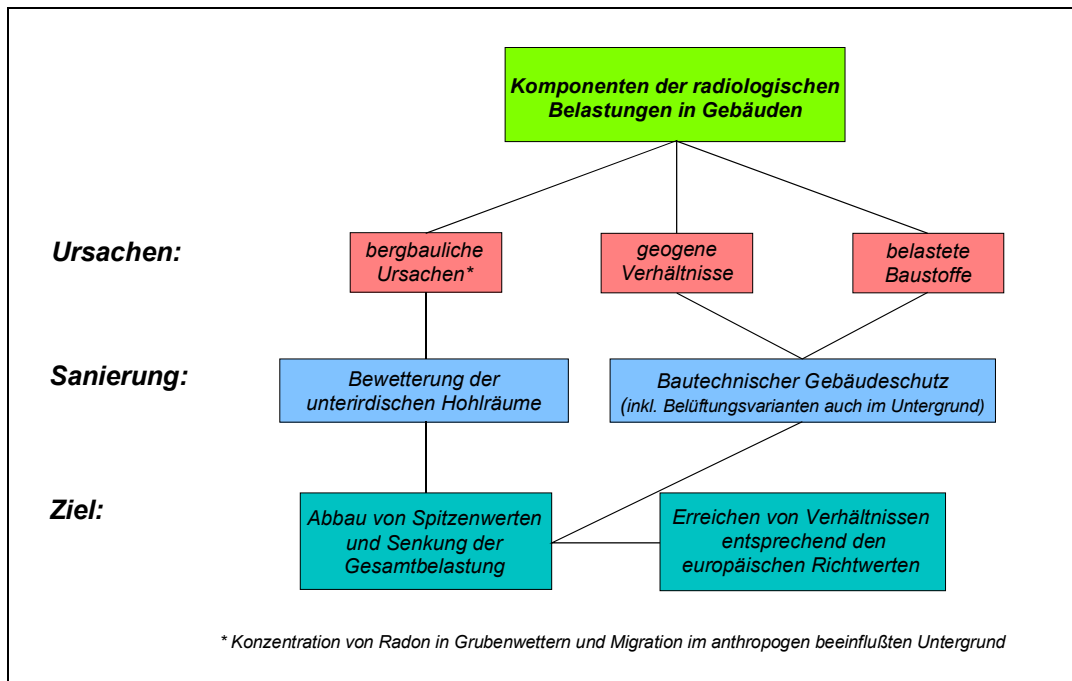 Komponenten der radiologischen
Belastungen in Gebäuden
Ursachen:
bergbauliche
Ursachen*
geogene
Verhältnisse
belastete
Baustoffe
Sanierung:
Bewetterung der
unterirdischen Hohlräume
Bautechnischer Gebäudeschutz
(inkl. Belüftungsvarianten auch im Untergrund)
Ziel:
Abbau von Spitzenwerten
und Senkung der
Gesamtbelastung
Erreichen von Verhältnissen
entsprechend den
europäischen Richtwerten
* Konzentration von Radon in Grubenwettern und Migration im anthropogen beeinflußten Untergrund